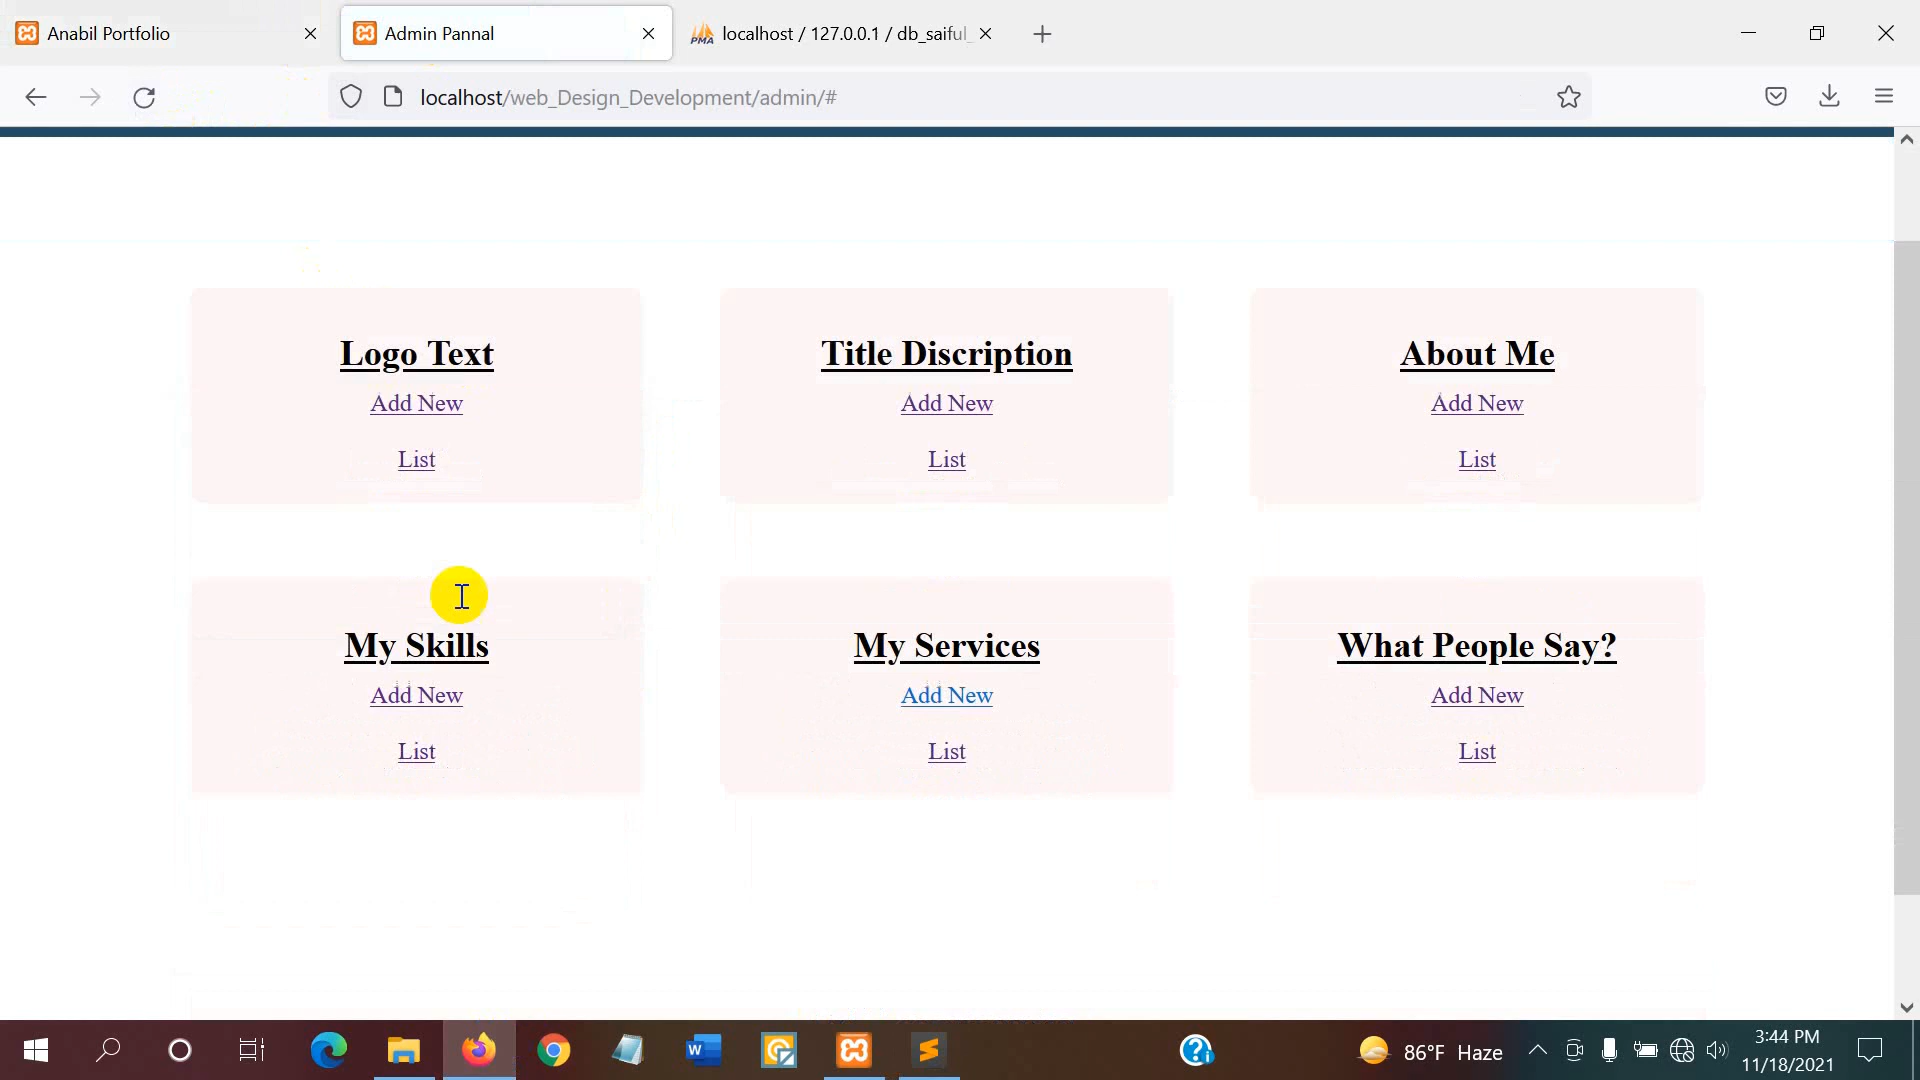 Anabil Portfolio
Admin Pannal
localhost / 127.0.0.1 / db_saiful_
localhost/web_Design_Development/admin/#
Logo Text
Title Discription
About Me
Add New
Add New
Add New
List
List
List
My Skills
My Services
What People Say?
Add New
Add New
Add New
List
List
List
86°F Haze
3:44 PM
11/18/2021